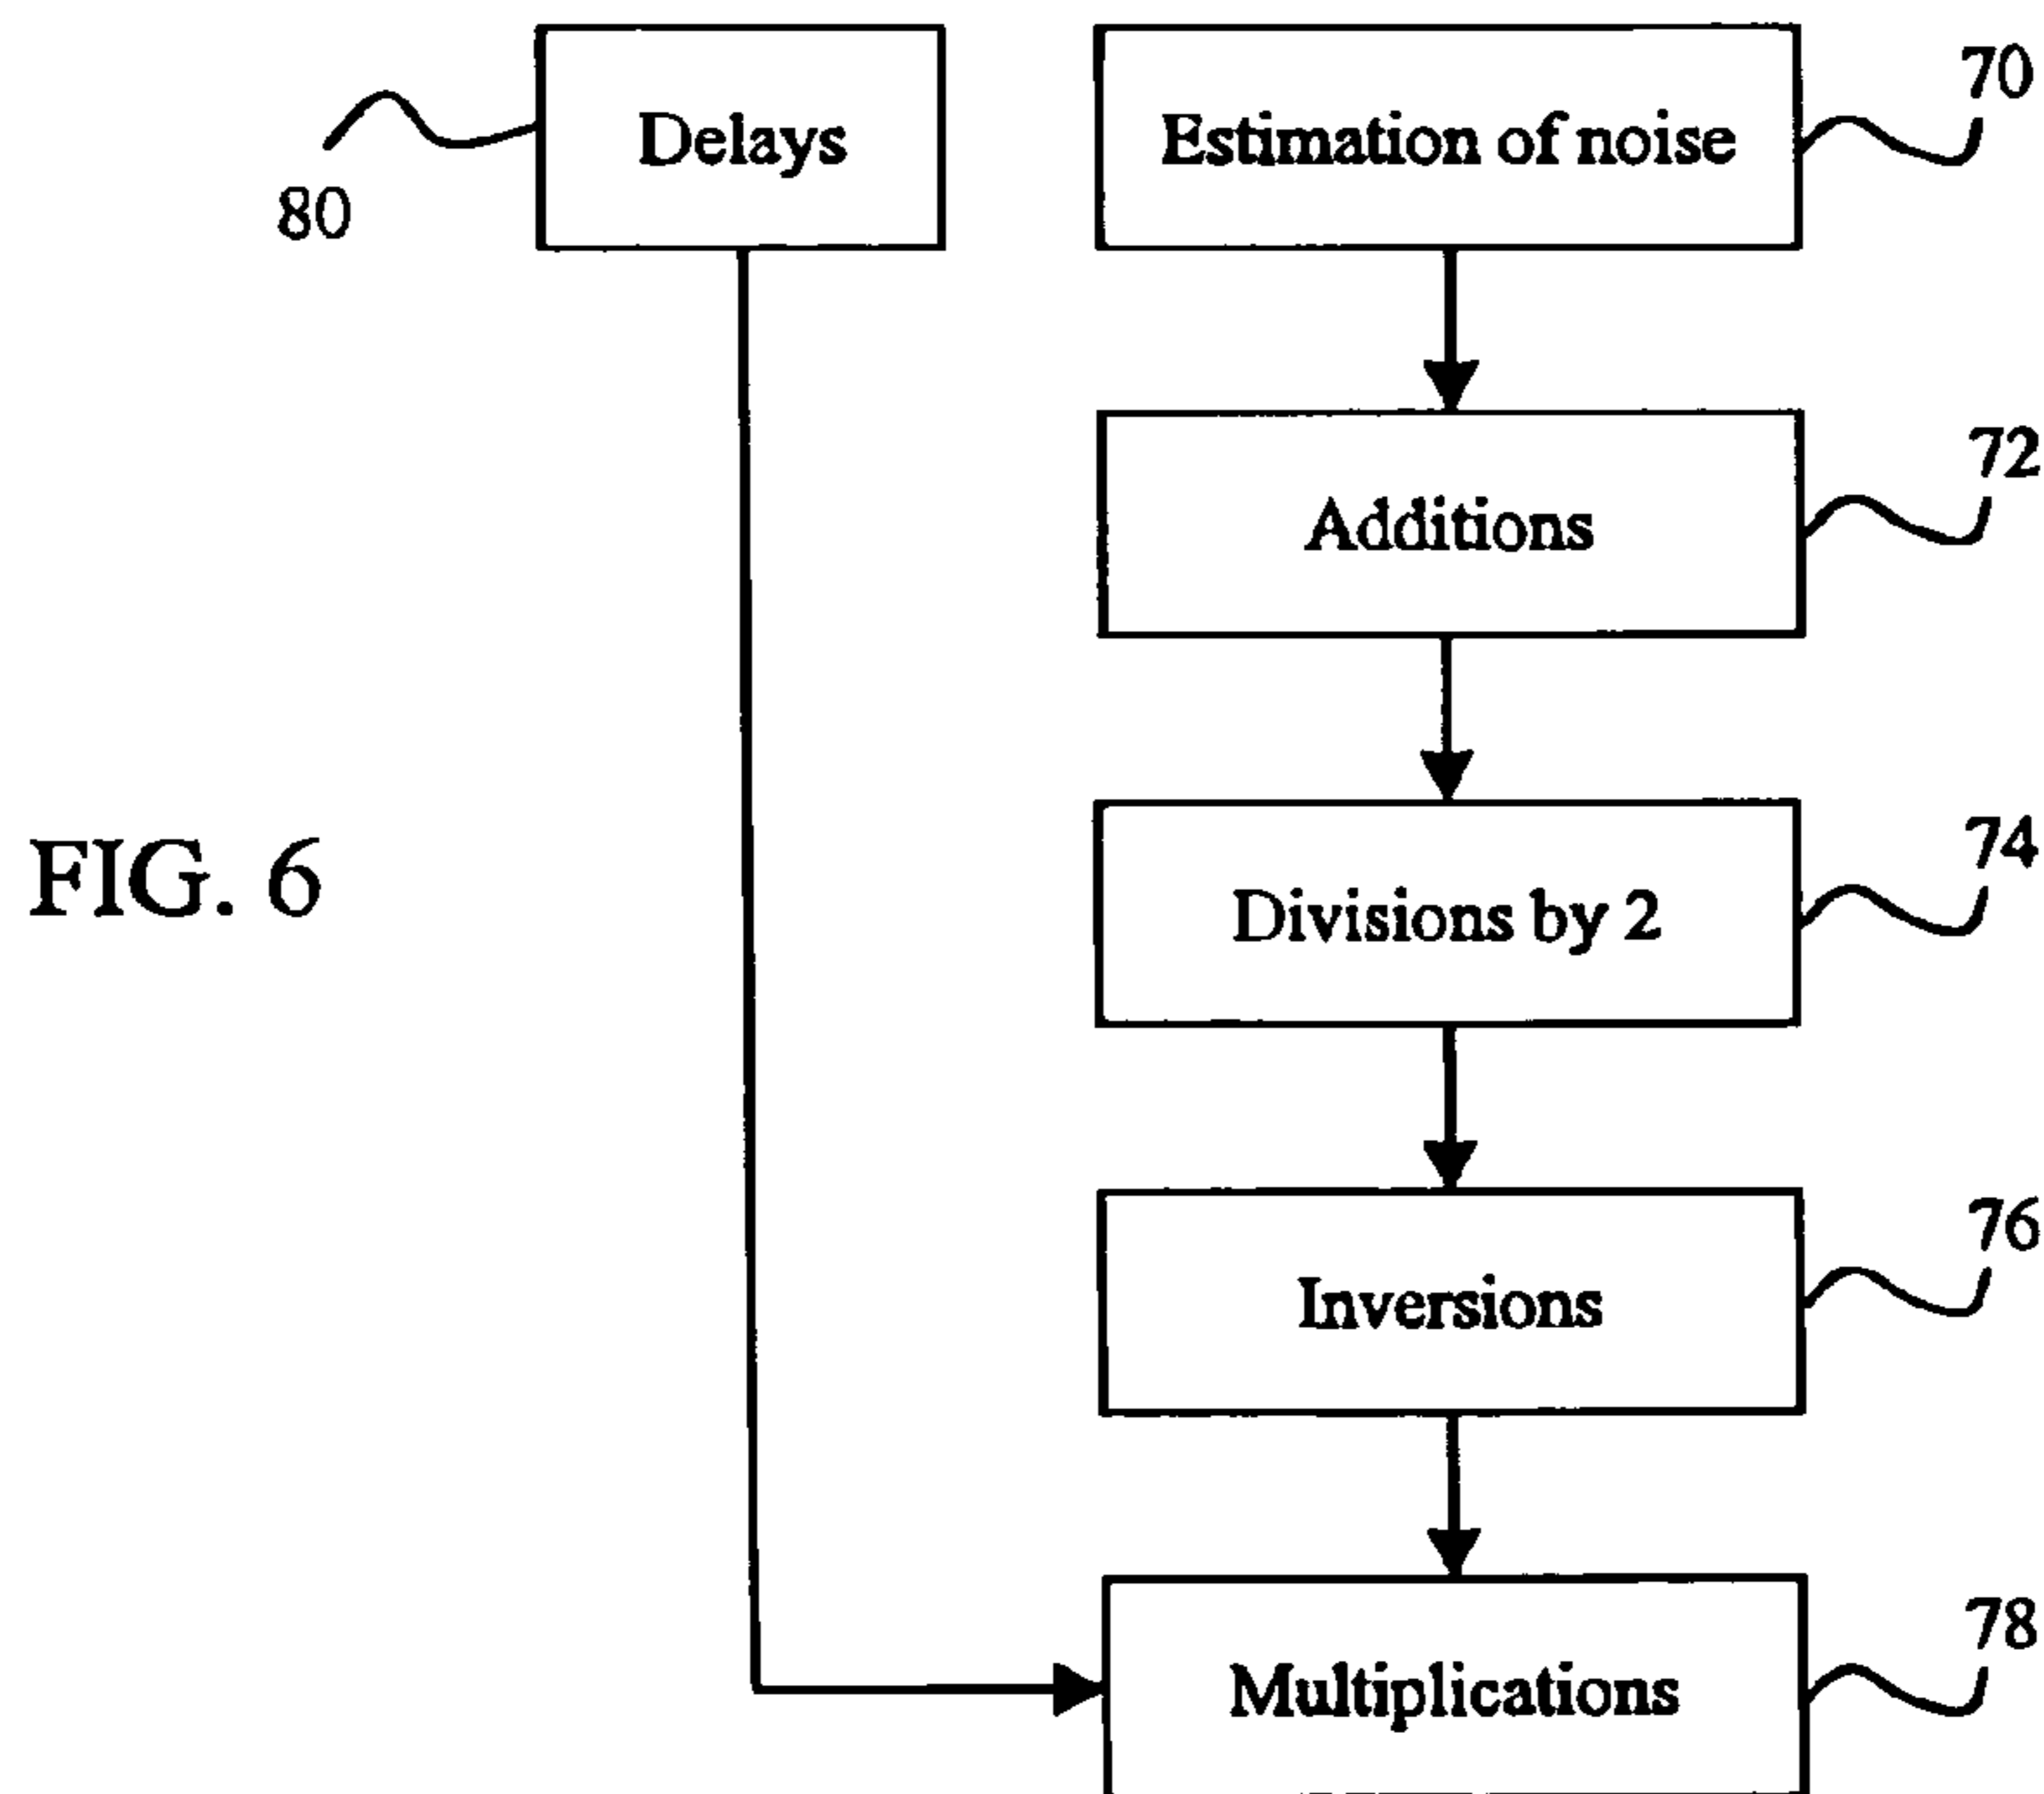 Delays
Estimation of noise
70
80
72
Additions
FIG. 6
74
Divisions by 2
76
Inversions
78
Multiplications